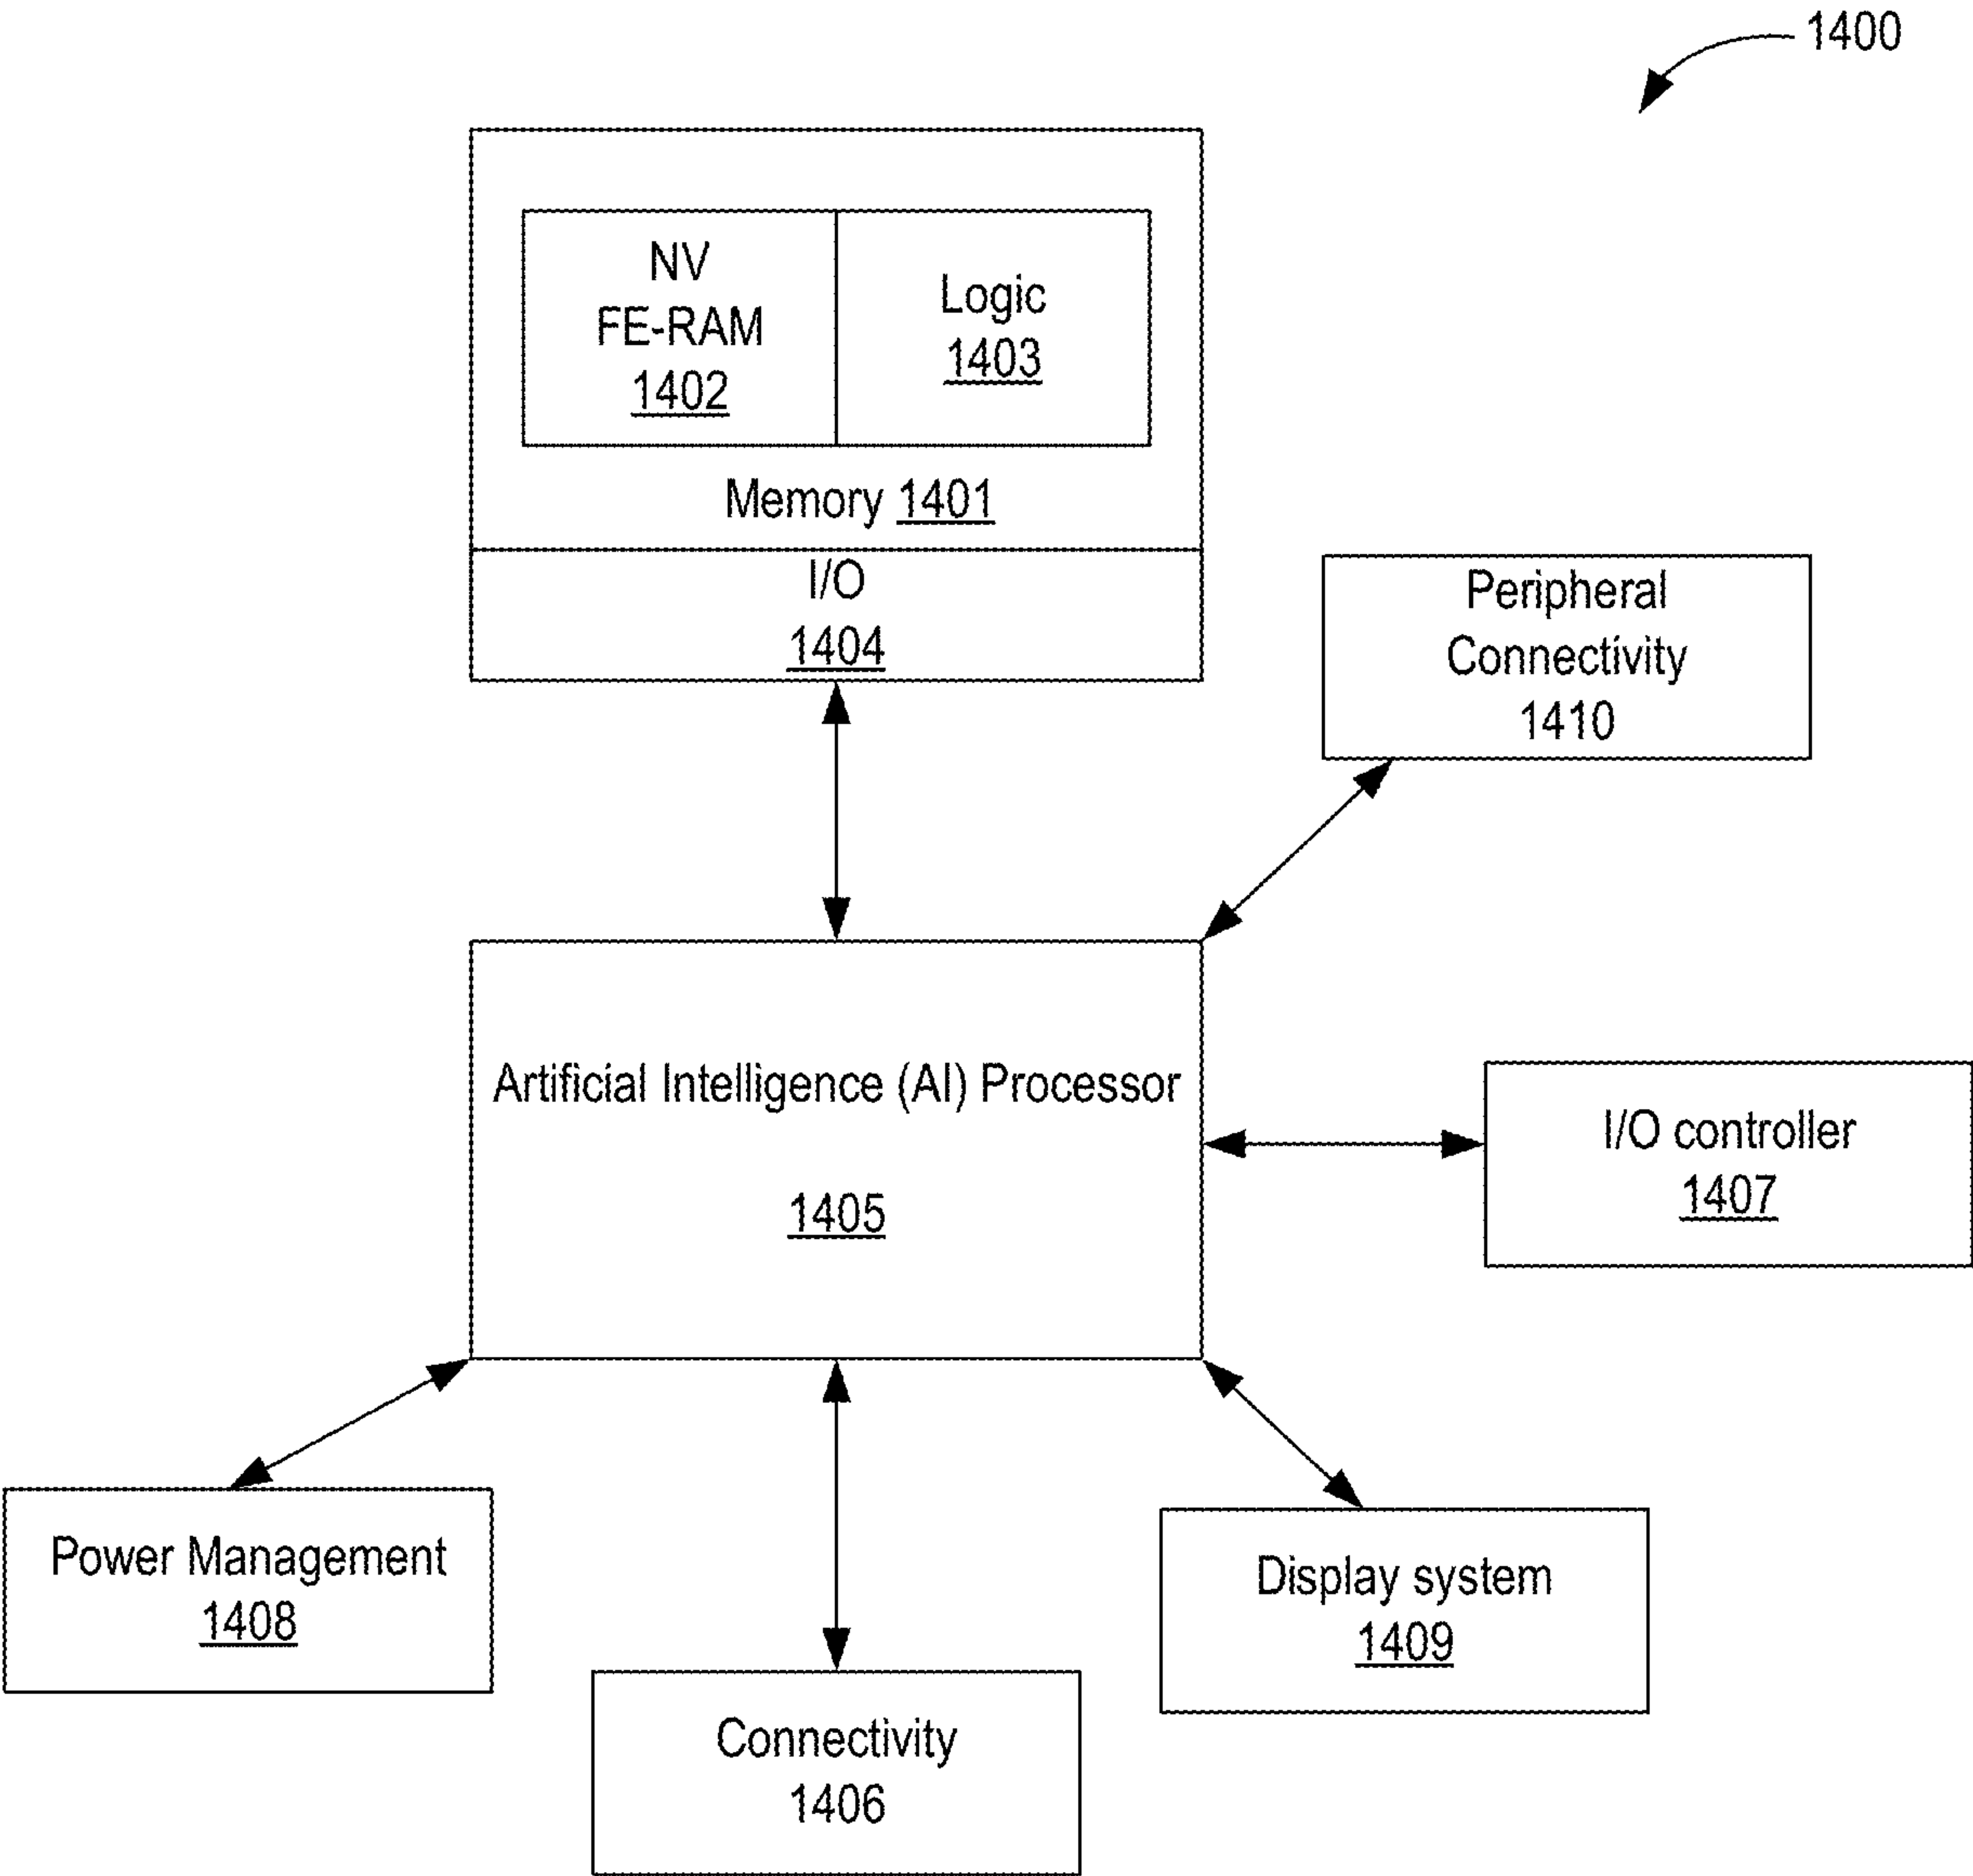 1400
NV
FE-RAM
1402
Logic
1403
Memory 1401
I/O
1404
Peripheral
Connectivity
1410
Artificial Intelligence (AI) Processor
1405
I/O controller
1407
Power Management
1408
Display system
1409
Connectivity
1406